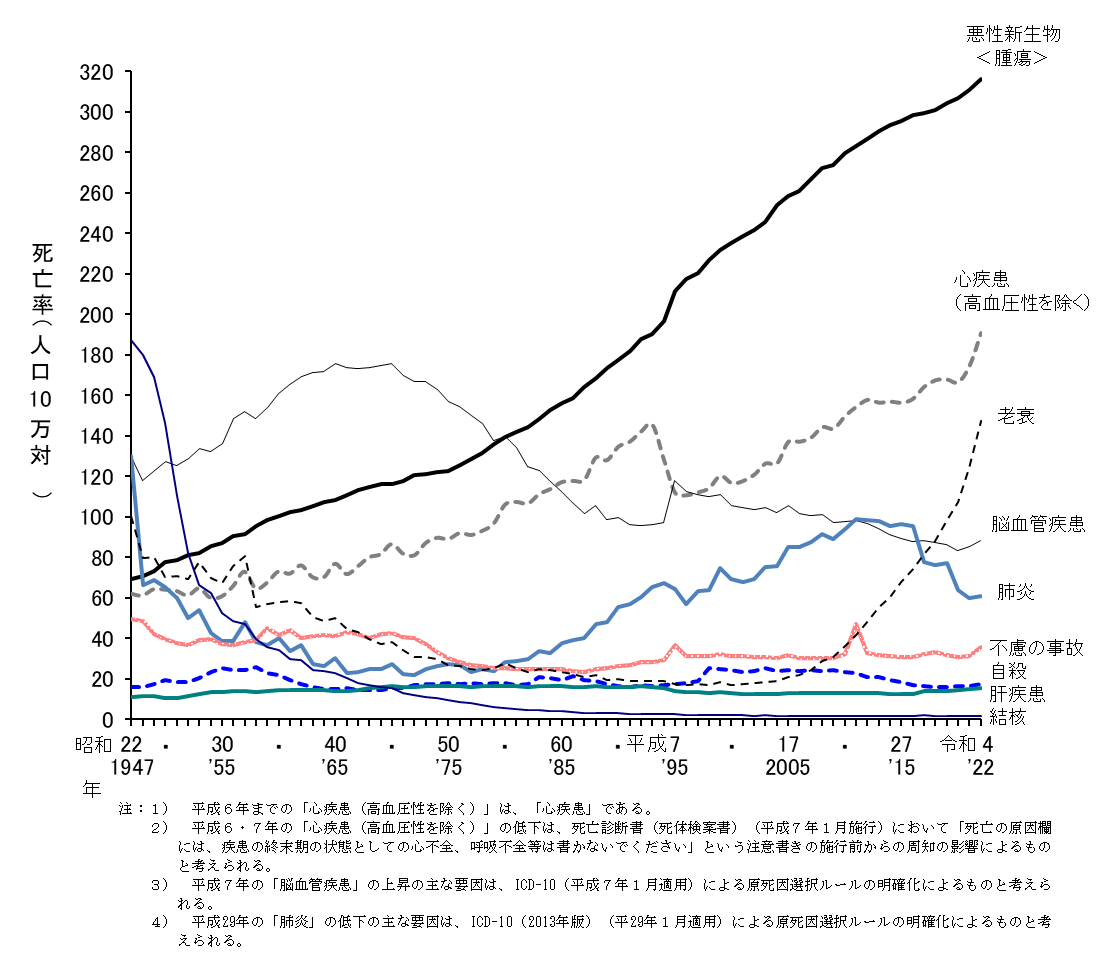 悪性新生物
＜腫瘍＞
320
300
280
260
240
220
200
180
160
140
120
100
80
60
40
20
0
死亡率（人口10万対）
心疾患
（高血圧性を除く）
老衰
脳血管疾患
肺炎
不慮の事故
自殺
肝疾患
結核
昭和 22 ・ 30 ・ 40 ・ 50 ・ 60 ・ 平成7 ・ 17 ・ 27 令和 4
1947 '55 '65 '75 '85 '95 2005 '15 '22
年
注：１） 平成６年までの「心疾患（高血圧性を除く）」は、「心疾患」である。
２） 平成６・７年の「心疾患（高血圧性を除く）」の低下は、死亡診断書（死体検案書）（平成７年１月施行）において「死亡の原因欄
には、疾患の終末期の状態としての心不全、呼吸不全等は書かないでください」という注意書きの施行前からの周知の影響によるもの
と考えられる。
３） 平成７年の「脳血管疾患」の上昇の主な要因は、ICD-10（平成７年１月適用）による原死因選択ルールの明確化によるものと考えら
れる。
４） 平成29年の「肺炎」の低下の主な要因は、ICD-10（2013年版）（平29年１月適用）による原死因選択ルールの明確化によるものと考
えられる。